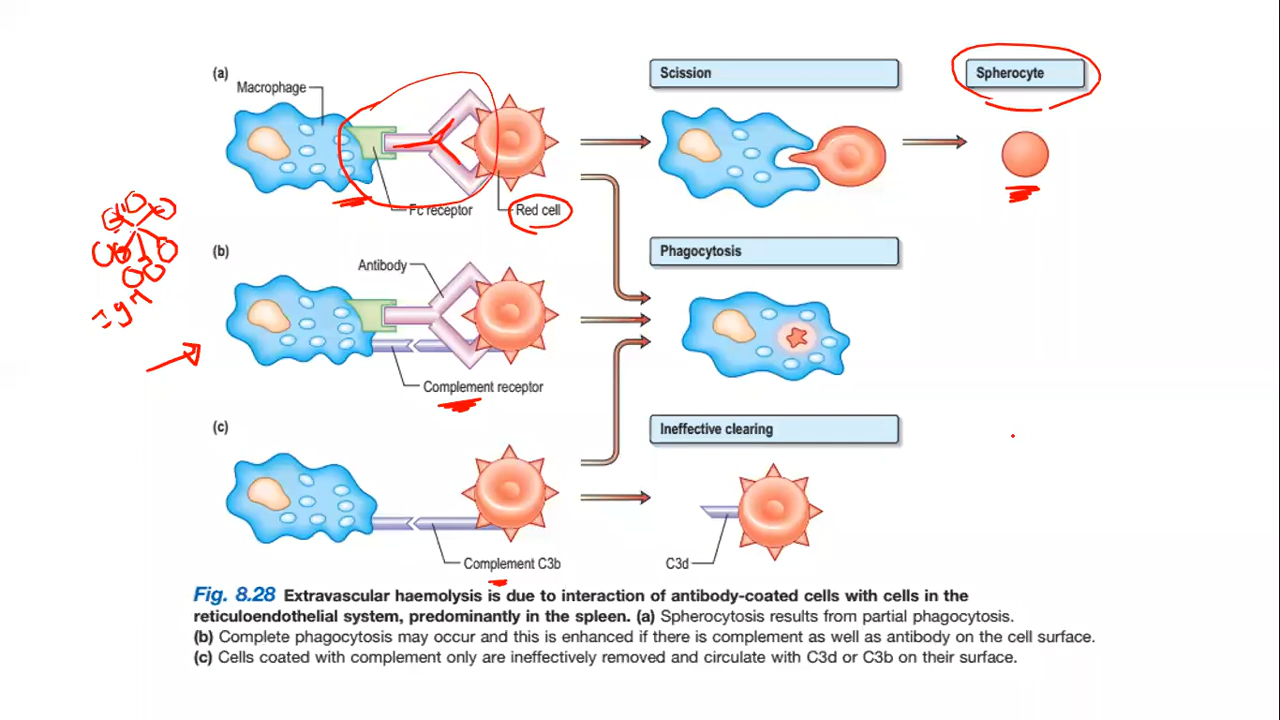 (a)
Macrophage
Fc receptor
Red cell
Scission
Spherocyte
IgM
(b)
Antibody
Complement receptor
Phagocytosis
(c)
Complement C3b
Ineffective clearing
C3d
Fig. 8.28 Extravascular haemolysis is due to interaction of antibody-coated cells with cells in the
reticuloendothelial system, predominantly in the spleen. (a) Spherocytosis results from partial phagocytosis.
(b) Complete phagocytosis may occur and this is enhanced if there is complement as well as antibody on the cell surface.
(c) Cells coated with complement only are ineffectively removed and circulate with C3d or C3b on their surface.